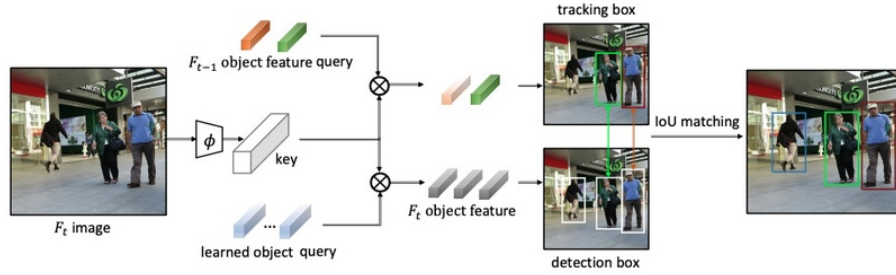 tracking box
F_{t-1} object feature query
IoU matching
ϕ
key
F_t image
F_t object feature
...
learned object query
detection box